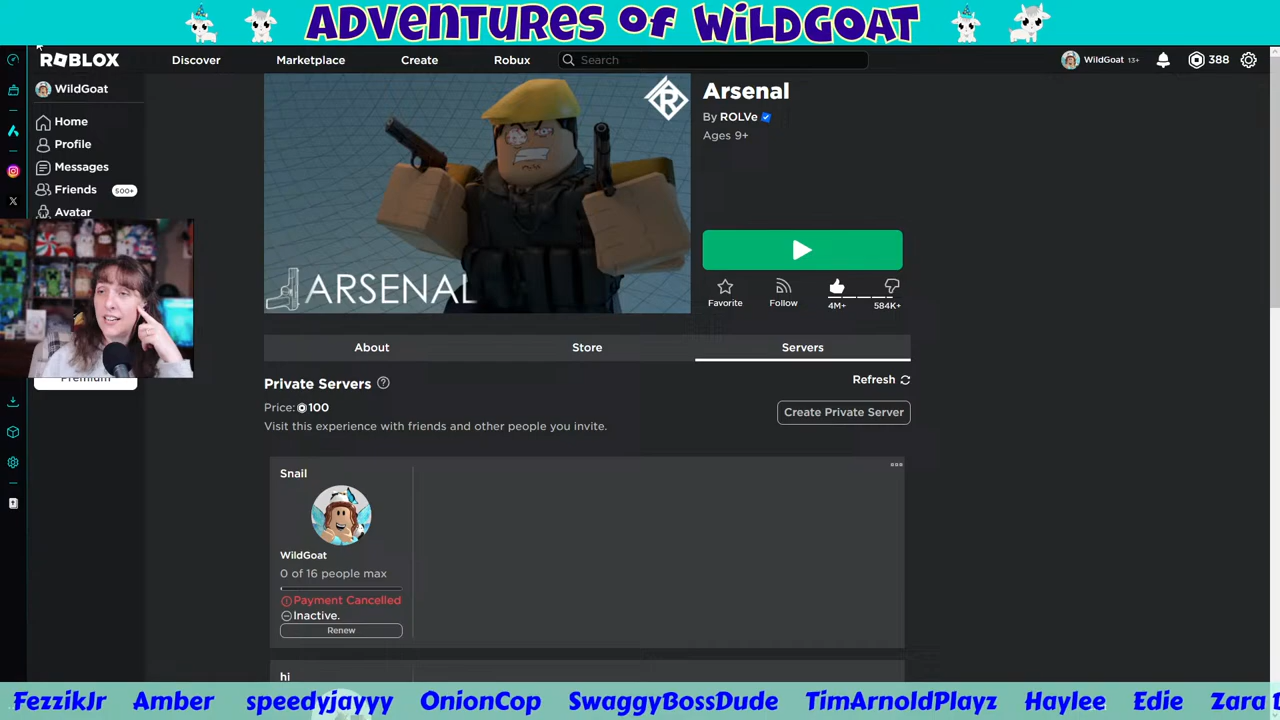 ADVENTURES OF WILDGOAT
ROBLOX
Discover
Marketplace
Create
Robux
Search
WildGoat 13+
388
WildGoat
Home
Profile
Messages
Friends
500+
Avatar
Premium
ARSENAL
Arsenal
By ROLVe
Ages 9+
Favorite
Follow
4M+
584K+
About
Store
Servers
Private Servers
Refresh
Price: 100
Create Private Server
Visit this experience with friends and other people you invite.
Snail
WildGoat
0 of 16 people max
Payment Cancelled
Inactive.
Renew
hi
FezzikJr Amber speedyjayyy OnionCop SwaggyBossDude TimArnoldPlayz Haylee Edie Zara